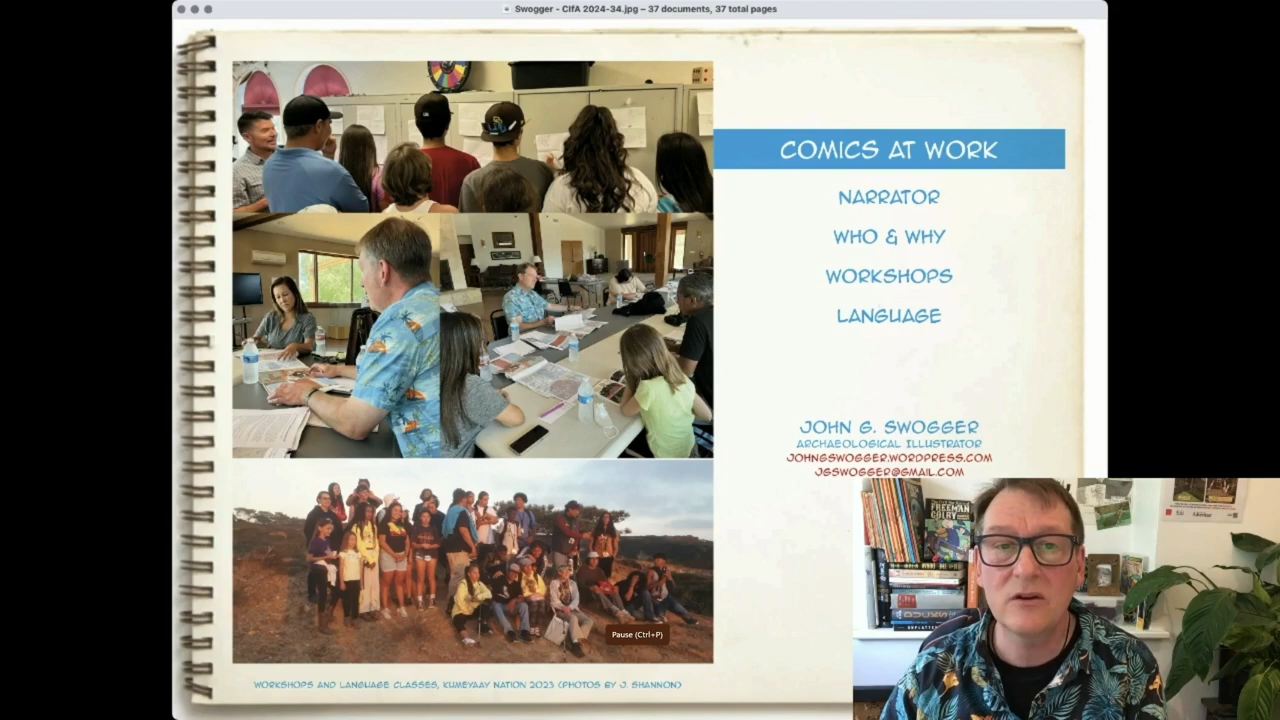 Swogger - CIfA 2024-34.jpg – 37 documents, 37 total pages
COMICS AT WORK
NARRATOR
WHO & WHY
WORKSHOPS
LANGUAGE
JOHN G. SWOGGER
ARCHAEOLOGICAL ILLUSTRATOR
JOHNGSWOGGER.WORDPRESS.COM
JGSWOGGER@GMAIL.COM
FREEMAN
COLBY
Pause (Ctrl+P)
WORKSHOPS AND LANGUAGE CLASSES, KUMEYAAY NATION 2023 (PHOTOS BY J. SHANNON)